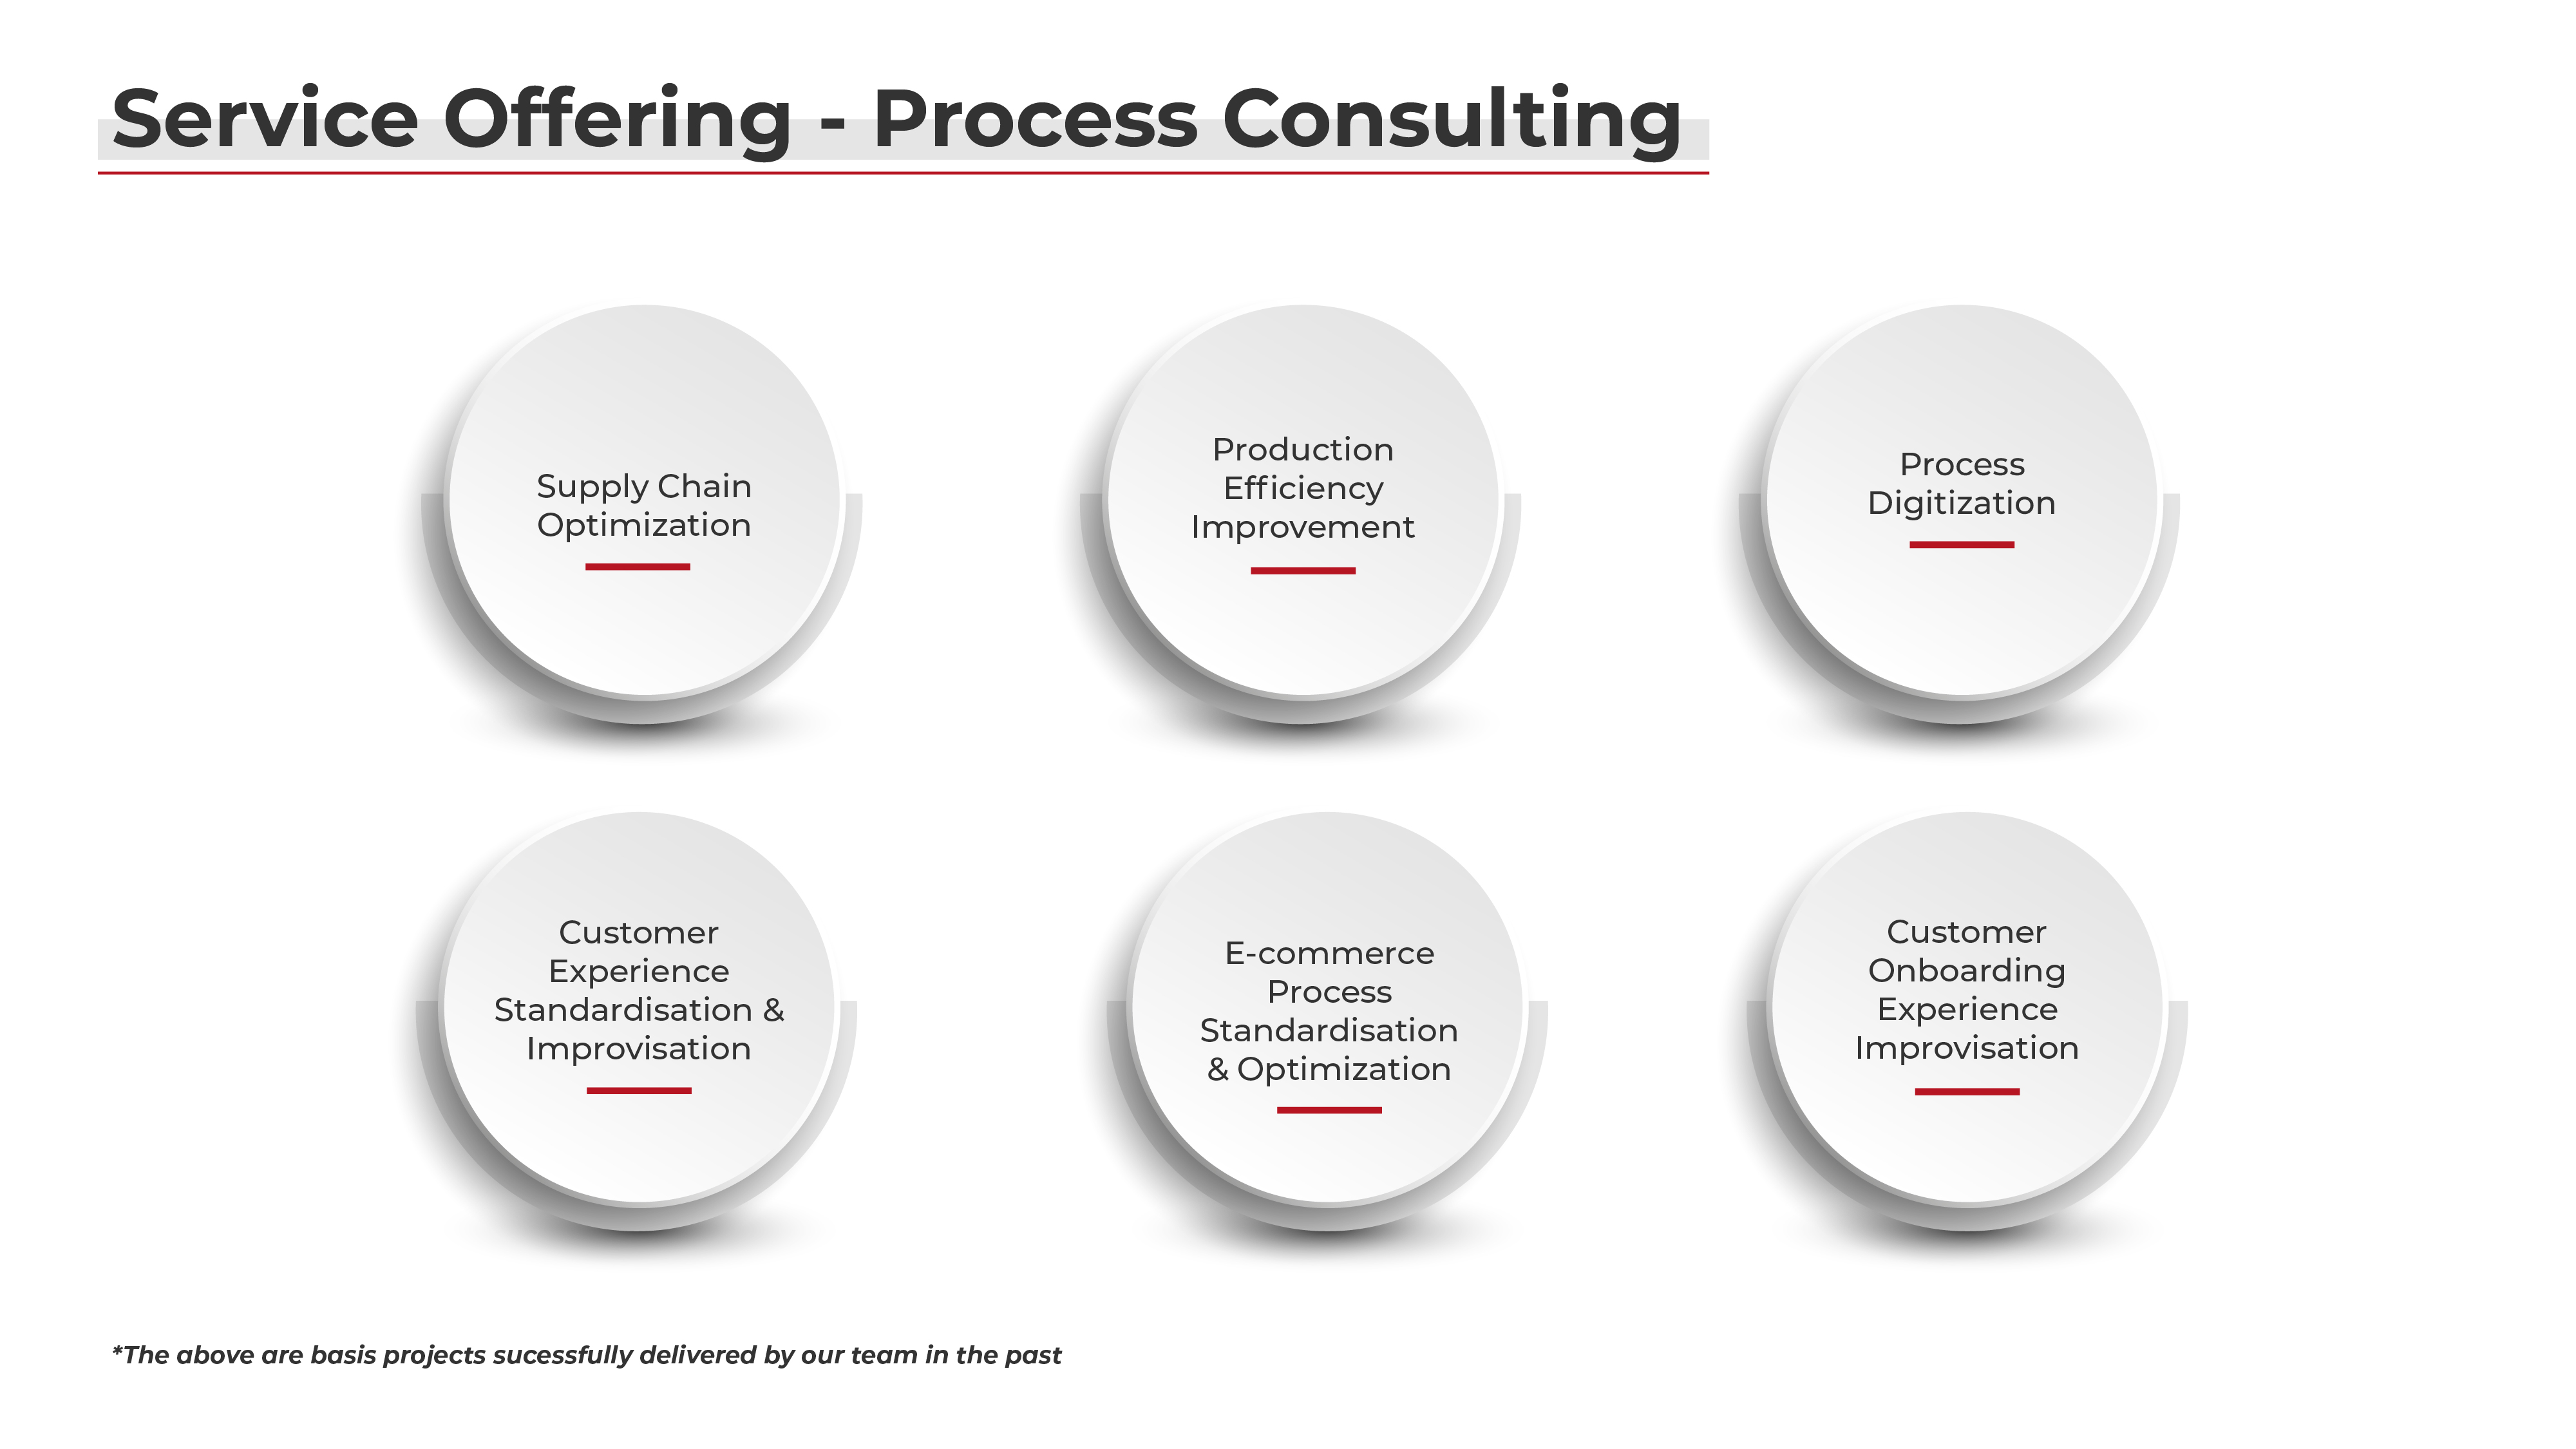 Service Offering - Process Consulting
Supply Chain
Optimization
Production
Efficiency
Improvement
Process
Digitization
Customer
Experience
Standardisation &
Improvisation
E-commerce
Process
Standardisation
& Optimization
Customer
Onboarding
Experience
Improvisation
*The above are basis projects sucessfully delivered by our team in the past